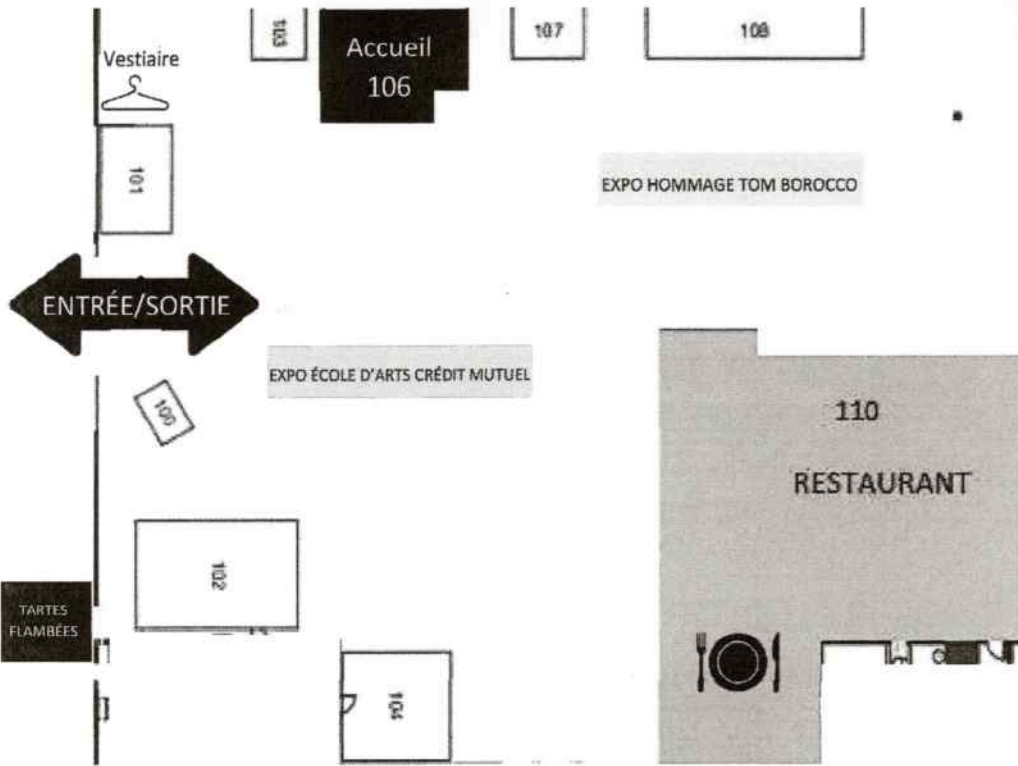 103
Accueil
106
107
108
Vestiaire
101
EXPO HOMMAGE TOM BOROCCO
ENTRÉE/SORTIE
EXPO ÉCOLE D'ARTS CRÉDIT MUTUEL
100
110
RESTAURANT
102
TARTES
FLAMBÉES
104